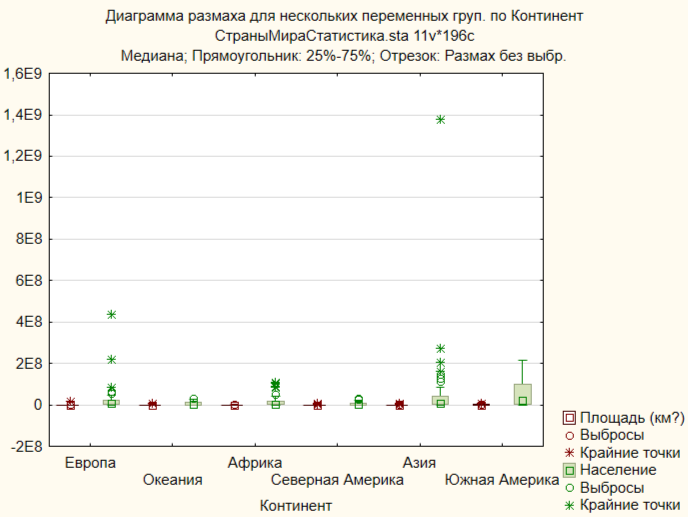 Диаграмма размаха для нескольких переменных груп. по Континент
СтраныМираСтатистика.sta 11v*196c
Медиана; Прямоугольник: 25%-75%; Отрезок: Размах без выбр.
1,6E9
1,4E9
1,2E9
1E9
8E8
6E8
4E8
2E8
0
-2E8
Европа
Океания
Африка
Северная Америка
Азия
Южная Америка
Континент
Площадь (км?)
Выбросы
Крайние точки
Население
Выбросы
Крайние точки